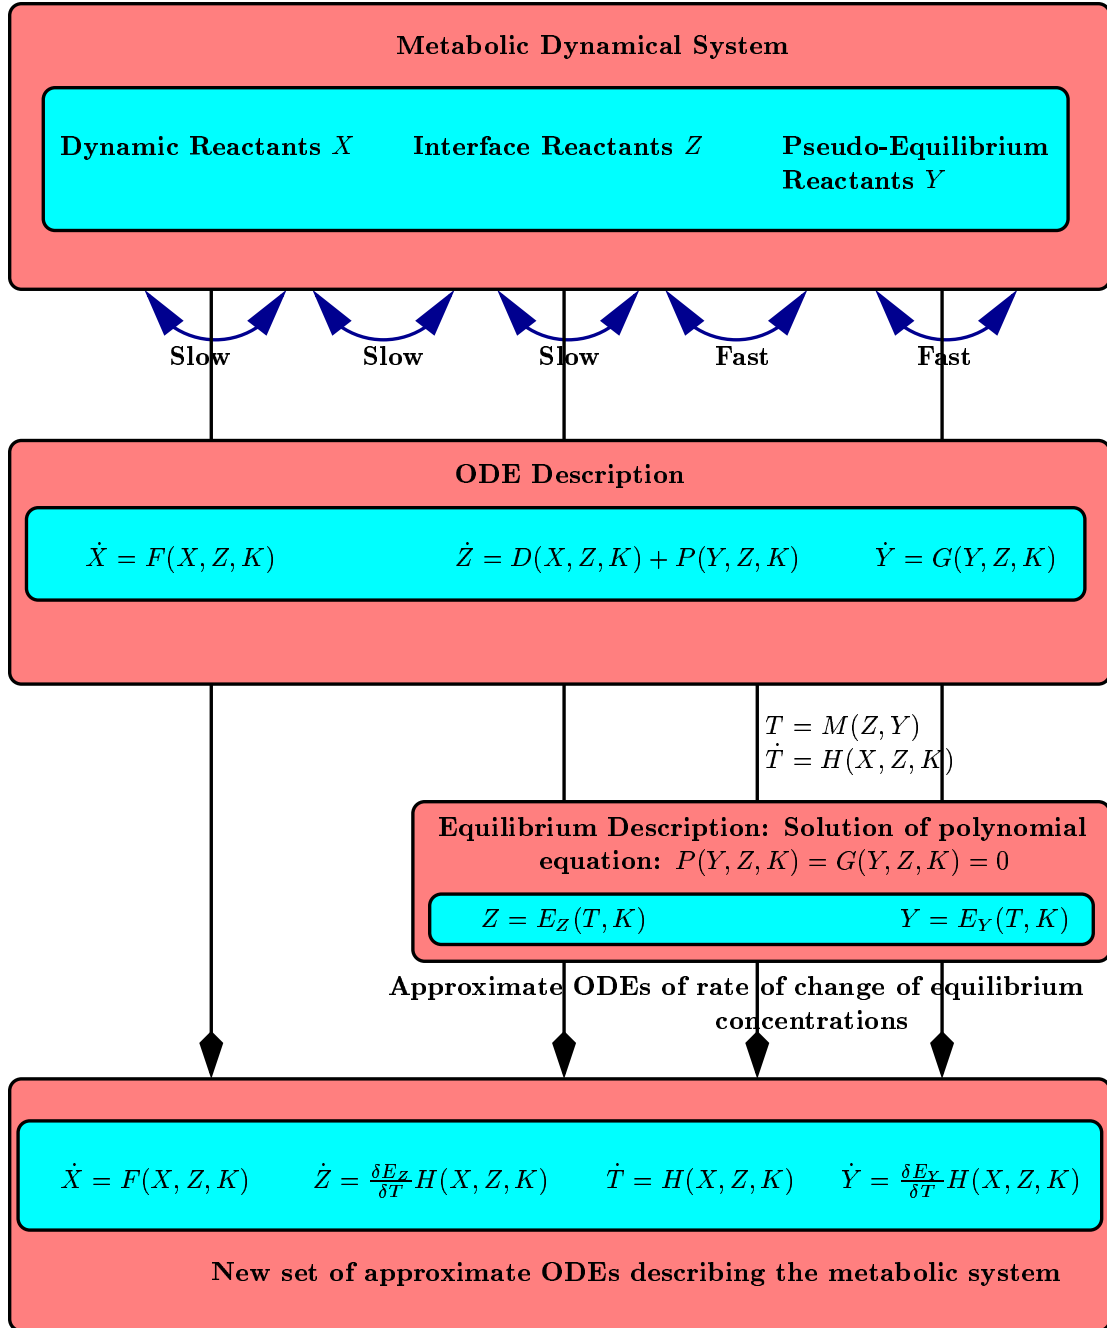 Metabolic Dynamical System
Dynamic Reactants X Interface Reactants Z Pseudo-Equilibrium
Reactants Y
Slow Slow Slow Fast Fast
ODE Description
Ẋ = F(X, Z, K) Ż = D(X, Z, K) + P(Y, Z, K) Ẏ = G(Y, Z, K)
T = M(Z, Y)
Ṫ = H(X, Z, K)
Equilibrium Description: Solution of polynomial
equation: P(Y, Z, K) = G(Y, Z, K) = 0
Z = E_Z(T, K) Y = E_Y(T, K)
Approximate ODEs of rate of change of equilibrium
concentrations
Ẋ = F(X, Z, K) Ż = \frac{δE_Z}{δT} H(X, Z, K) Ṫ = H(X, Z, K) Ẏ = \frac{δE_Y}{δT} H(X, Z, K)
New set of approximate ODEs describing the metabolic system